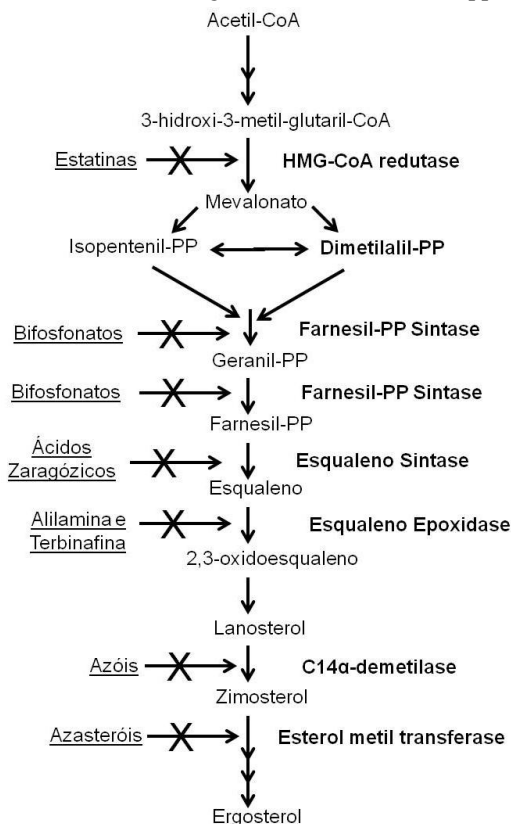 Acetil-CoA
3-hidroxi-3-metil-glutaril-CoA
Estatinas X HMG-CoA redutase
Mevalonato
Isopentenil-PP Dimetilalil-PP
Bifosfonatos X Farnesil-PP Sintase
Geranil-PP
Bifosfonatos X Farnesil-PP Sintase
Farnesil-PP
Ácidos
Zaragózicos X Esqualeno Sintase
Esqualeno
Alilamina e
Terbinafina X Esqualeno Epoxidase
2,3-oxidoesqualeno
Lanosterol
Azóis X C14α-demetilase
Zimosterol
Azasteróis X Esterol metil transferase
Ergosterol